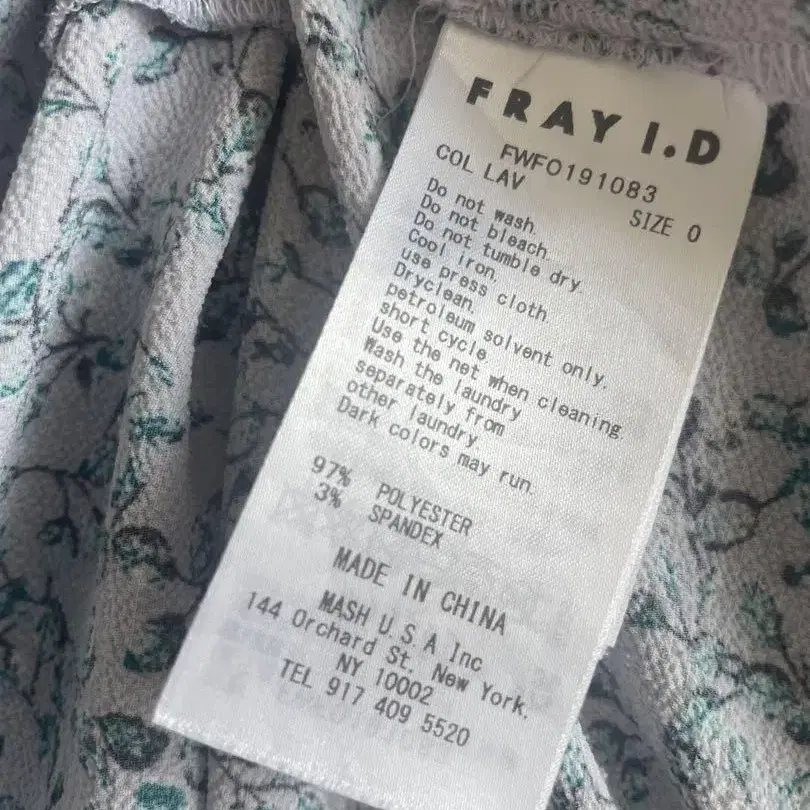 FRAY I.D
FWFO191083
COL LAV
SIZE 0
Do not wash.
Do not bleach.
Do not tumble dry.
Cool iron.
use press cloth.
Dryclean.
petroleum solvent only.
short cycle.
Use the net when cleaning.
Wash the laundry
separately from
other laundry.
Dark colors may run.
97% POLYESTER
3% SPANDEX
MADE IN CHINA
MASH U S A Inc
144 Orchard St. New York.
NY 10002
TEL 917 409 5520